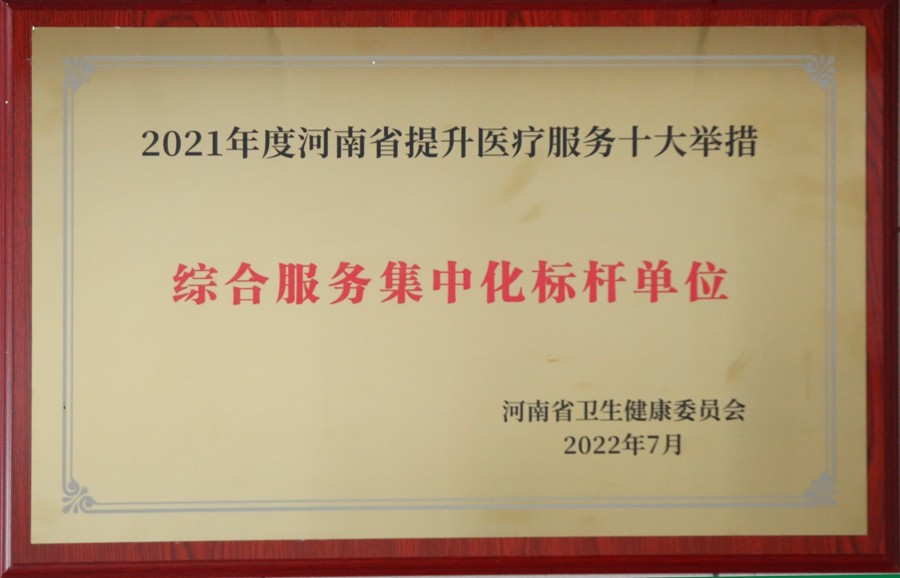 2021年度河南省提升医疗服务十大举措
综合服务集中化标杆单位
河南省卫生健康委员会
2022年7月